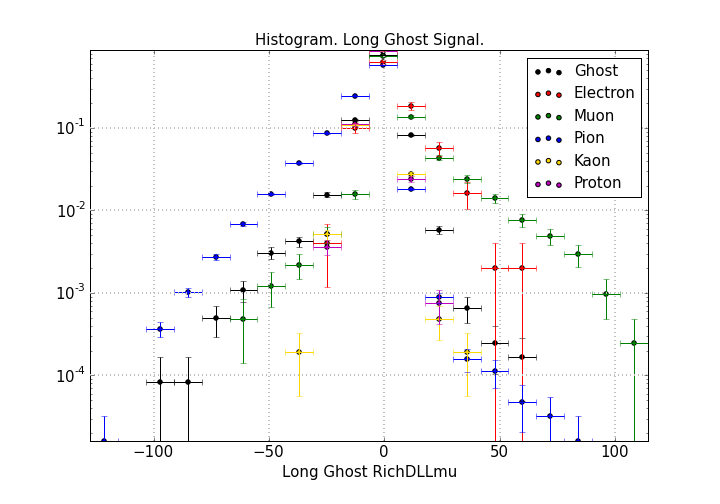 Histogram. Long Ghost Signal.
Ghost
Electron
Muon
Pion
Kaon
Proton
10^-1
10^-2
10^-3
10^-4
−100 −50 0 50 100
Long Ghost RichDLLmu